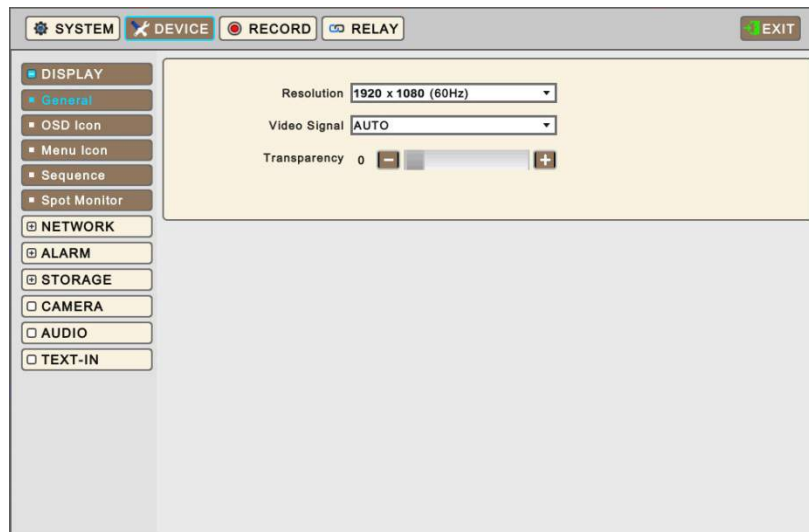 SYSTEM DEVICE RECORD RELAY EXIT
DISPLAY
General
OSD Icon
Menu Icon
Sequence
Spot Monitor
NETWORK
ALARM
STORAGE
CAMERA
AUDIO
TEXT-IN
Resolution 1920 x 1080 (60Hz)
Video Signal AUTO
Transparency 0